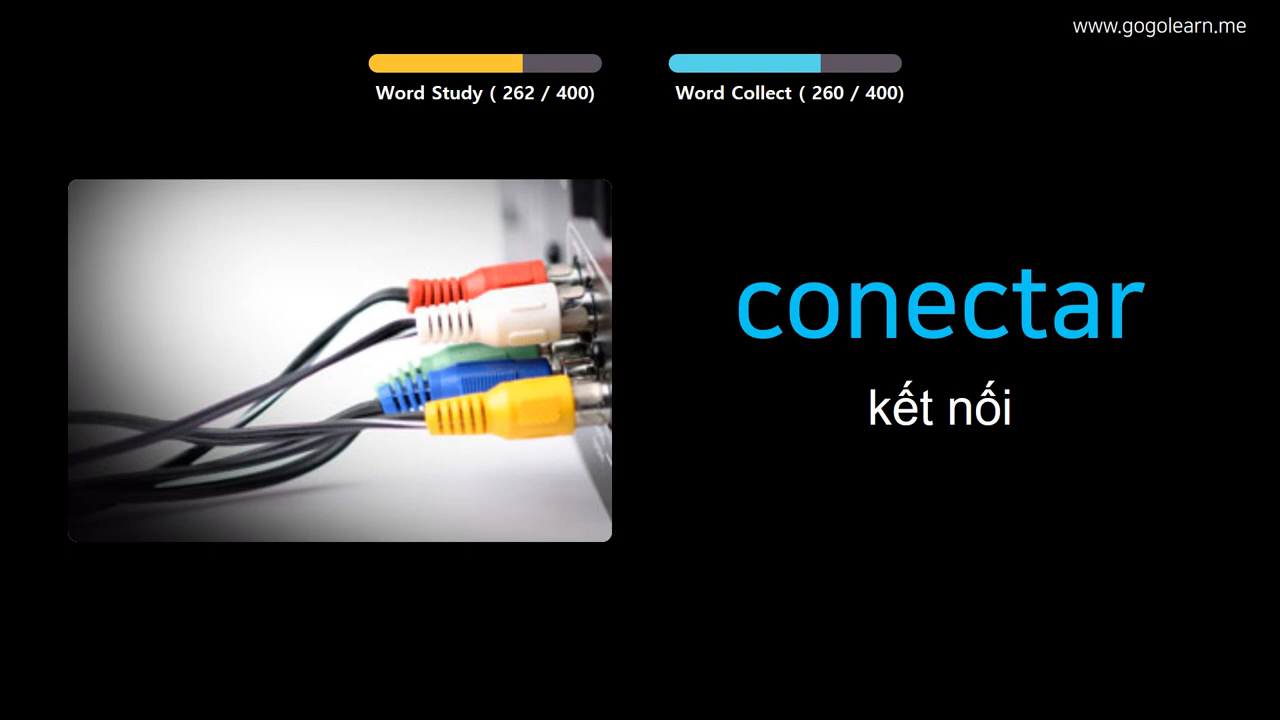 www.gogolearn.me
Word Study ( 262 / 400)
Word Collect ( 260 / 400)
conectar
kết nối